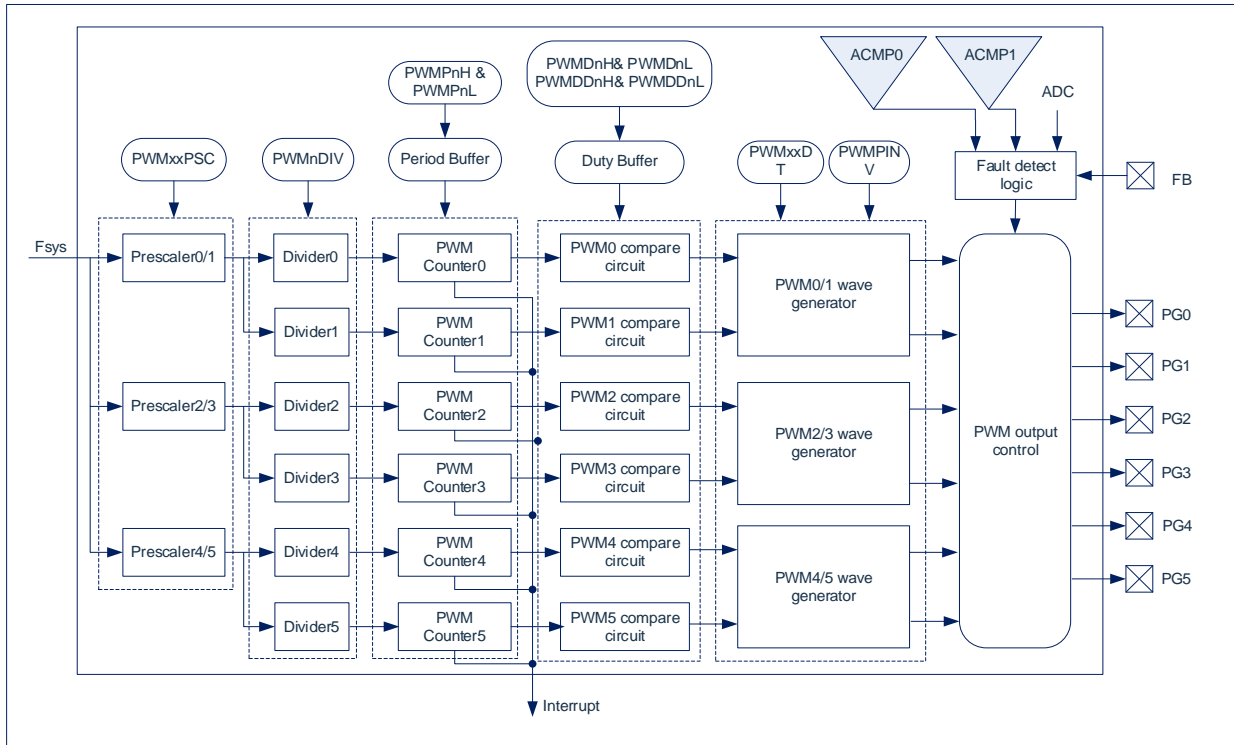 ACMP0
ACMP1
PWMPnH &
PWMPnL
PWMDnH& PWMDnL
PWMDDnH& PWMDDnL
ADC
PWMxxPSC
PWMnDIV
Period Buffer
Duty Buffer
PWMxxD
T
PWMPIN
V
Fault detect
logic
FB
Fsys
Prescaler0/1
Divider0
PWM
Counter0
PWM0 compare
circuit
PWM0/1 wave
generator
Divider1
PWM
Counter1
PWM1 compare
circuit
Prescaler2/3
Divider2
PWM
Counter2
PWM2 compare
circuit
PWM2/3 wave
generator
Divider3
PWM
Counter3
PWM3 compare
circuit
Prescaler4/5
Divider4
PWM
Counter4
PWM4 compare
circuit
PWM4/5 wave
generator
Divider5
PWM
Counter5
PWM5 compare
circuit
PWM output
control
PG0
PG1
PG2
PG3
PG4
PG5
Interrupt